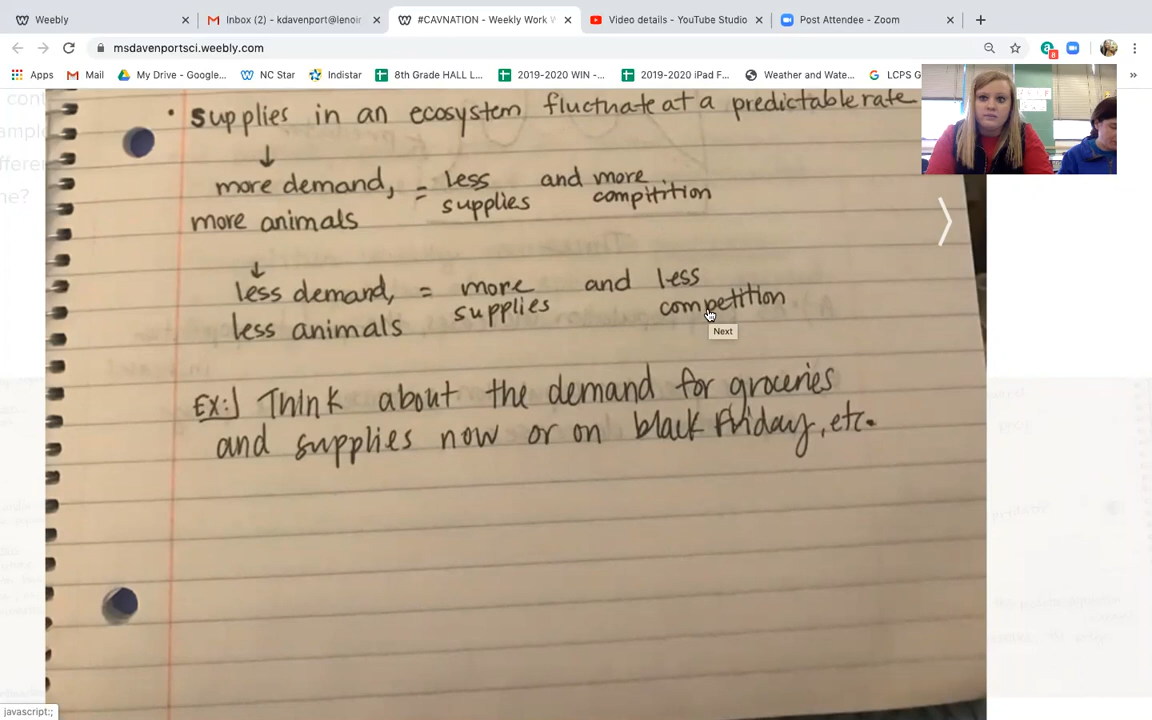 Weebly
Inbox (2) - kdavenport@lenoir
#CAVNATION - Weekly Work W
Video details - YouTube Studio
Post Attendee - Zoom
msdavenportsci.weebly.com
8
Apps
Mail
My Drive - Google...
NC Star
Indistar
8th Grade HALL L...
2019-2020 WIN -...
2019-2020 iPad F...
Weather and Wate...
LCPS G
»
• supplies in an ecosystem fluctuate at a predictable rate
more demand, = less and more
more animals supplies compitition
less demand, = more and less
less animals supplies competition
Next
Ex:] Think about the demand for groceries
and supplies now or on black Friday, etc.
javascript:;